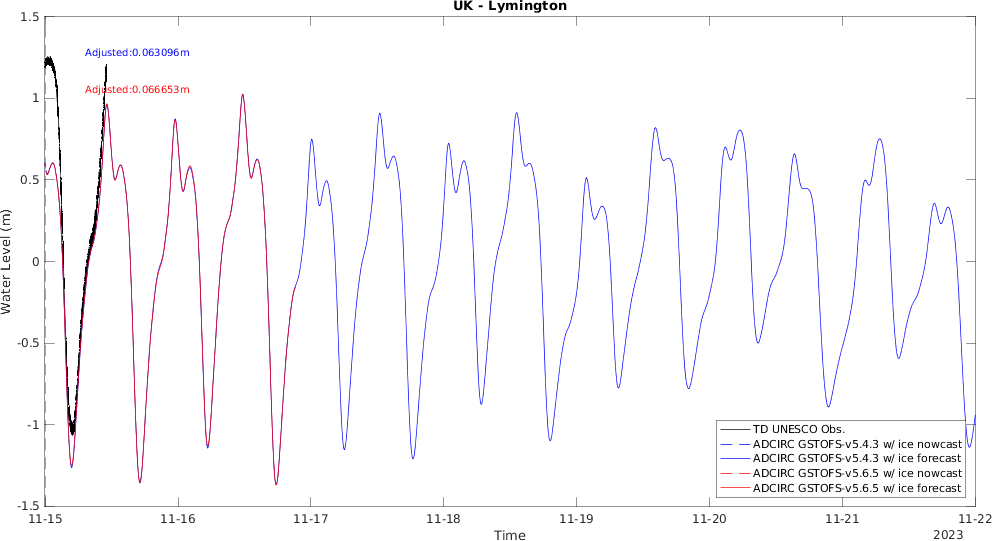 UK - Lymington
1.5
1
0.5
0
-0.5
-1
-1.5
Water Level (m)
Adjusted:0.063096m
Adjusted:0.066653m
TD UNESCO Obs.
ADCIRC GSTOFS-v5.4.3 w/ ice nowcast
ADCIRC GSTOFS-v5.4.3 w/ ice forecast
ADCIRC GSTOFS-v5.6.5 w/ ice nowcast
ADCIRC GSTOFS-v5.6.5 w/ ice forecast
11-15 11-16 11-17 11-18 11-19 11-20 11-21 11-22
Time
2023